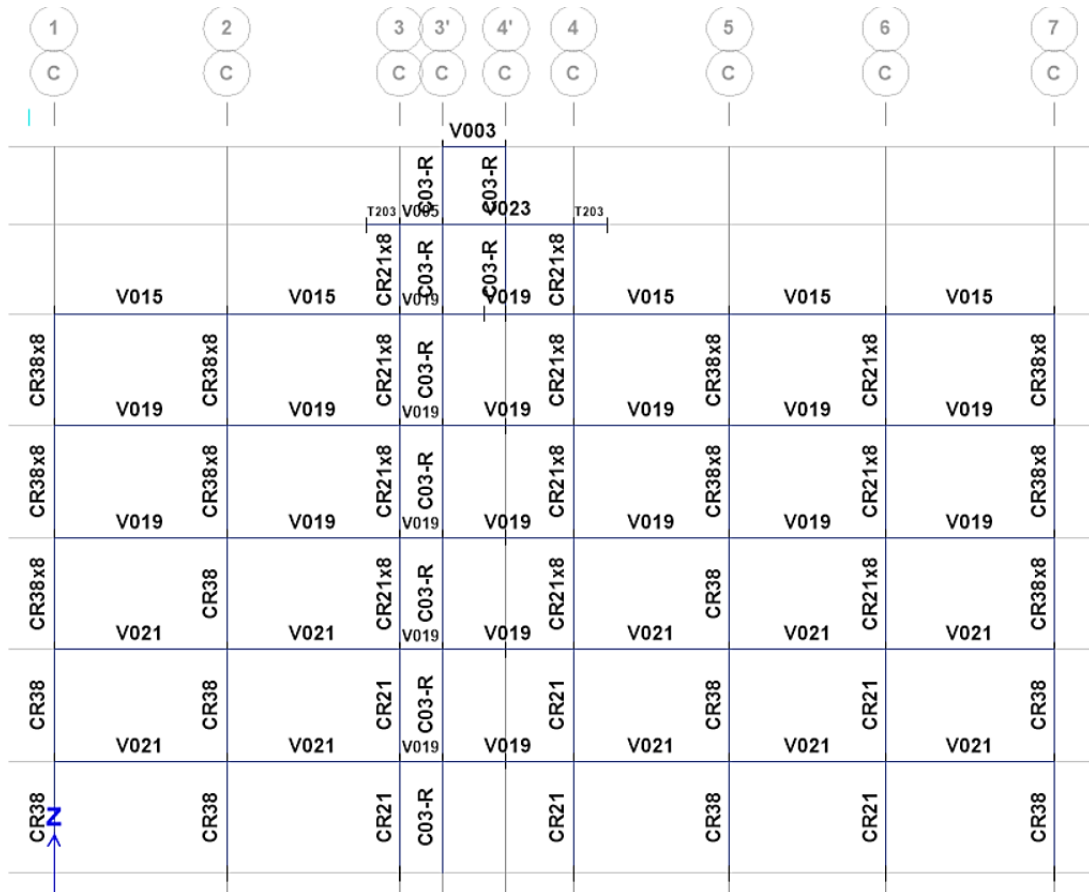 1 2 3 3' 4' 4 5 6 7
C C C C C C C C C
V003
C03-R C03-R
T203 V005 V023 T203
CR21x8 C03-R C03-R CR21x8
V015 V015 V019 V019 V015 V015 V015
CR38x8 CR38x8 CR21x8 C03-R CR21x8 CR38x8 CR21x8 CR38x8
V019 V019 V019 V019 V019 V019 V019
CR38x8 CR38x8 CR21x8 C03-R CR21x8 CR38x8 CR21x8 CR38x8
V019 V019 V019 V019 V019 V019 V019
CR38x8 CR38 CR21x8 C03-R CR21x8 CR38 CR21x8 CR38x8
V021 V021 V019 V019 V021 V021 V021
CR38 CR38 CR21 C03-R CR21 CR38 CR21 CR38
V021 V021 V019 V019 V021 V021 V021
CR38 Z CR38 CR21 C03-R CR21 CR38 CR21 CR38